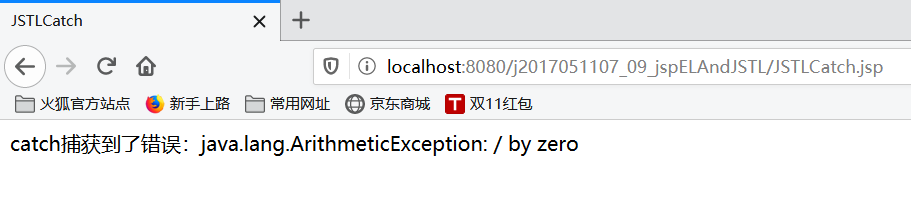 JSTLCatch
localhost:8080/j2017051107_09_jspELAndJSTL/JSTLCatch.jsp
火狐官方站点 新手上路 常用网址 京东商城 T 双11红包
catch捕获到了错误：java.lang.ArithmeticException: / by zero